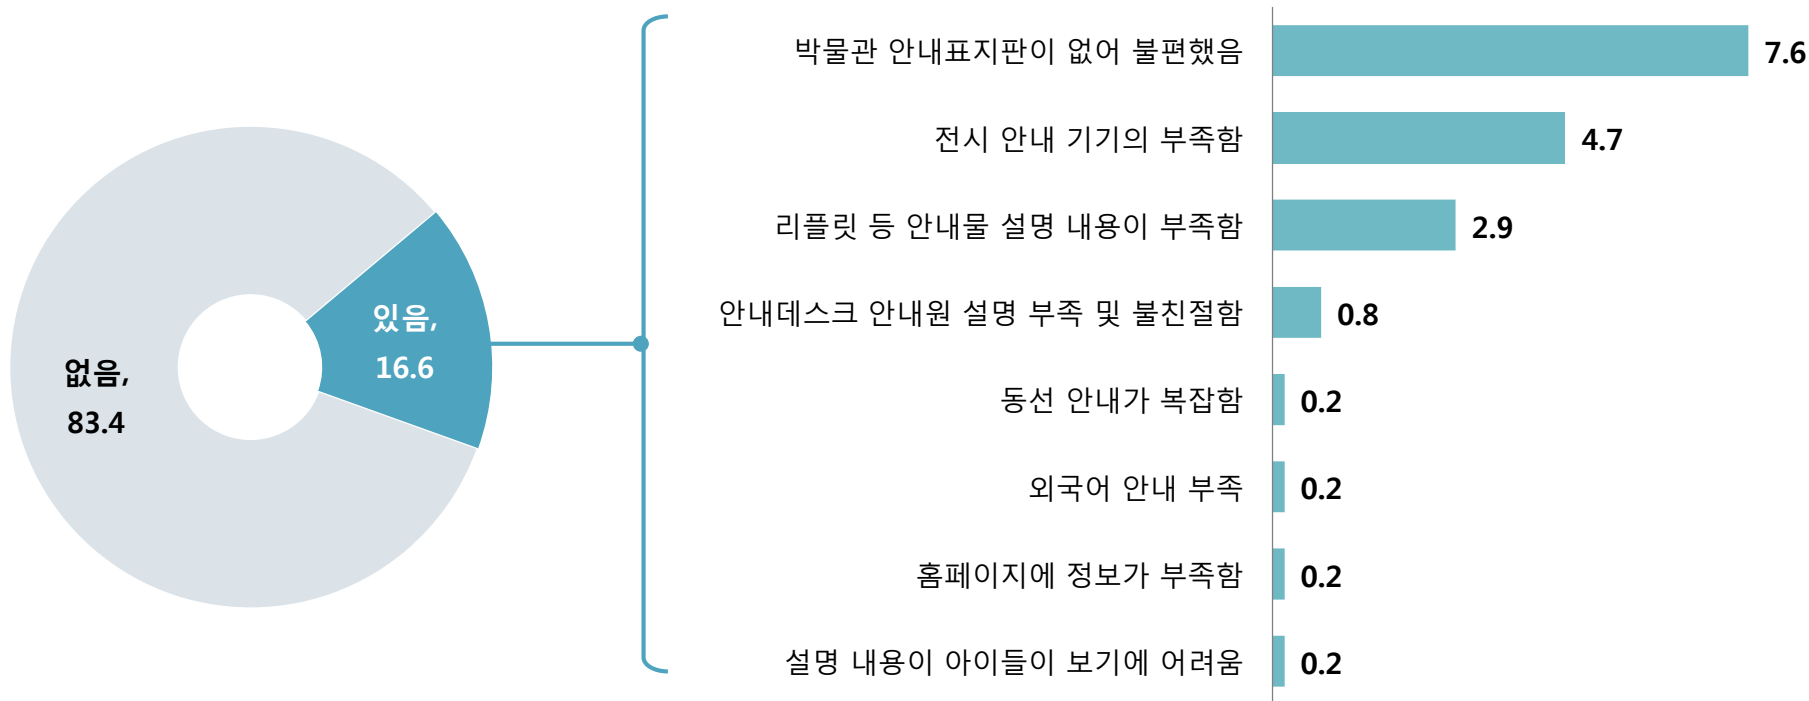 없음,
83.4
있음,
16.6
박물관 안내표지판이 없어 불편했음 7.6
전시 안내 기기의 부족함 4.7
리플릿 등 안내물 설명 내용이 부족함 2.9
안내데스크 안내원 설명 부족 및 불친절함 0.8
동선 안내가 복잡함 0.2
외국어 안내 부족 0.2
홈페이지에 정보가 부족함 0.2
설명 내용이 아이들이 보기에 어려움 0.2